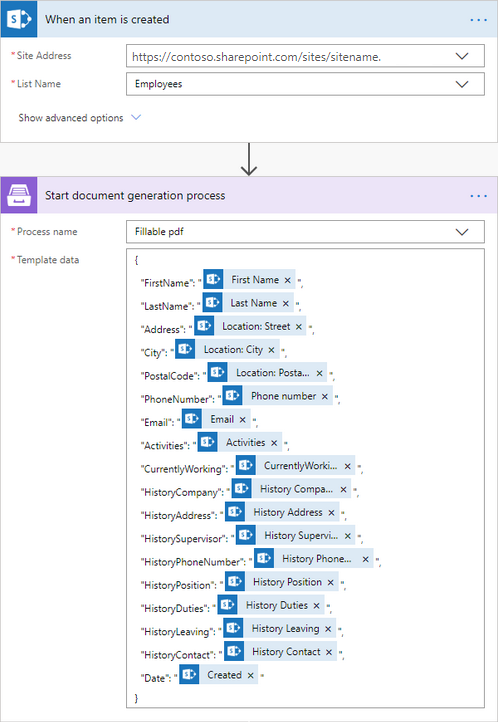 When an item is created ...
* Site Address https://contoso.sharepoint.com/sites/sitename.
* List Name Employees
Show advanced options
Start document generation process ...
* Process name Fillable pdf
* Template data {
"FirstName": " First Name × ",
"LastName": " Last Name × ",
"Address": " Location: Street × ",
"City": " Location: City × ",
"PostalCode": " Location: Posta... × ",
"PhoneNumber": " Phone number × ",
"Email": " Email × ",
"Activities": " Activities × ",
"CurrentlyWorking": " CurrentlyWorki... × ",
"HistoryCompany": " History Compa... × ",
"HistoryAddress": " History Address × ",
"HistorySupervisor": " History Supervi... × ",
"HistoryPhoneNumber": " History Phone... × ",
"HistoryPosition": " History Position × ",
"HistoryDuties": " History Duties × ",
"HistoryLeaving": " History Leaving × ",
"HistoryContact": " History Contact × ",
"Date": " Created × "
}